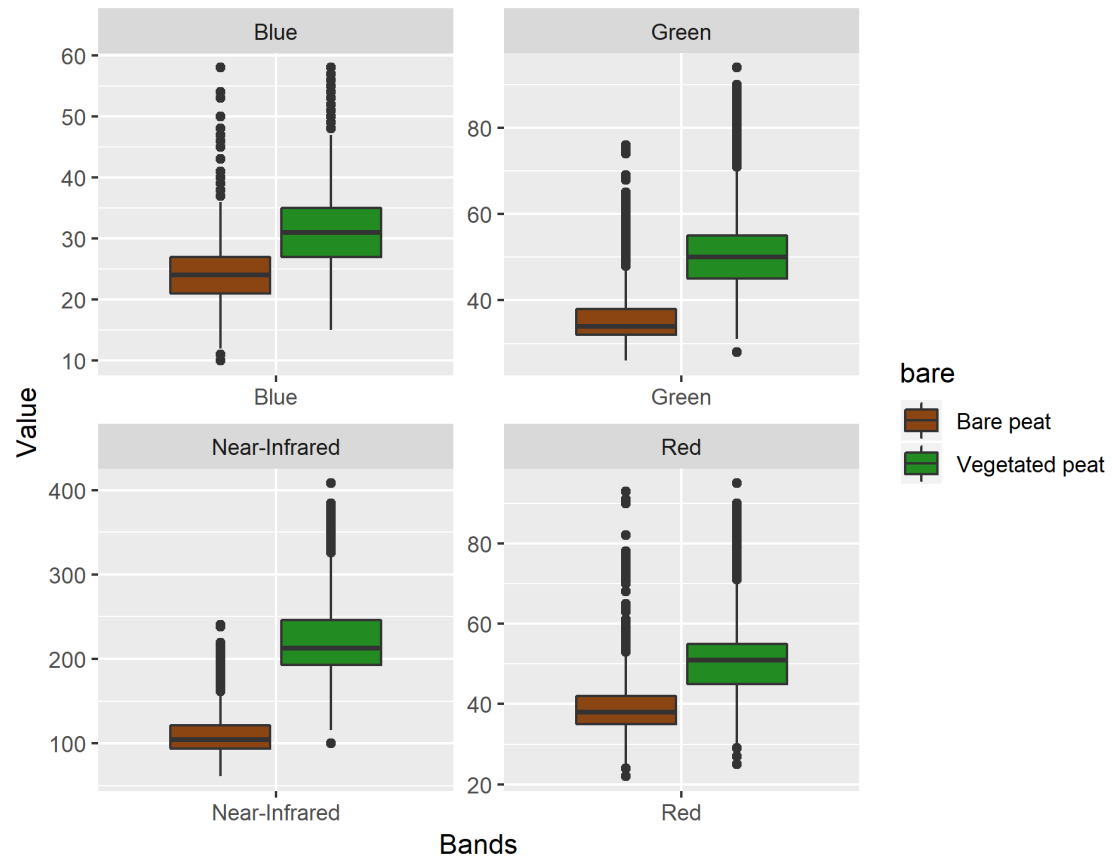 Blue
Green
60
50
40
30
20
10
80
60
40
Blue
Green
Value
Near-Infrared
Red
400
300
200
100
80
60
40
20
Near-Infrared
Red
Bands
bare
Bare peat
Vegetated peat